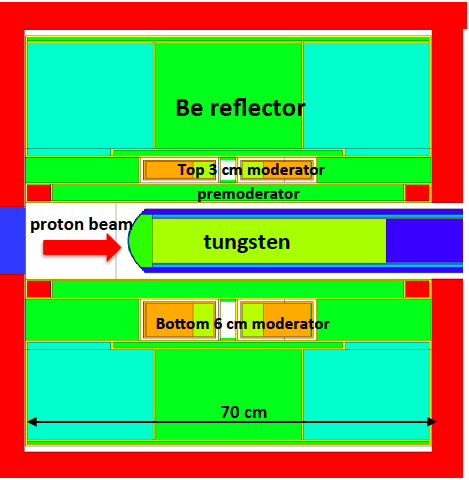 Be reflector
Top 3 cm moderator
premoderator
proton beam
tungsten
Bottom 6 cm moderator
70 cm